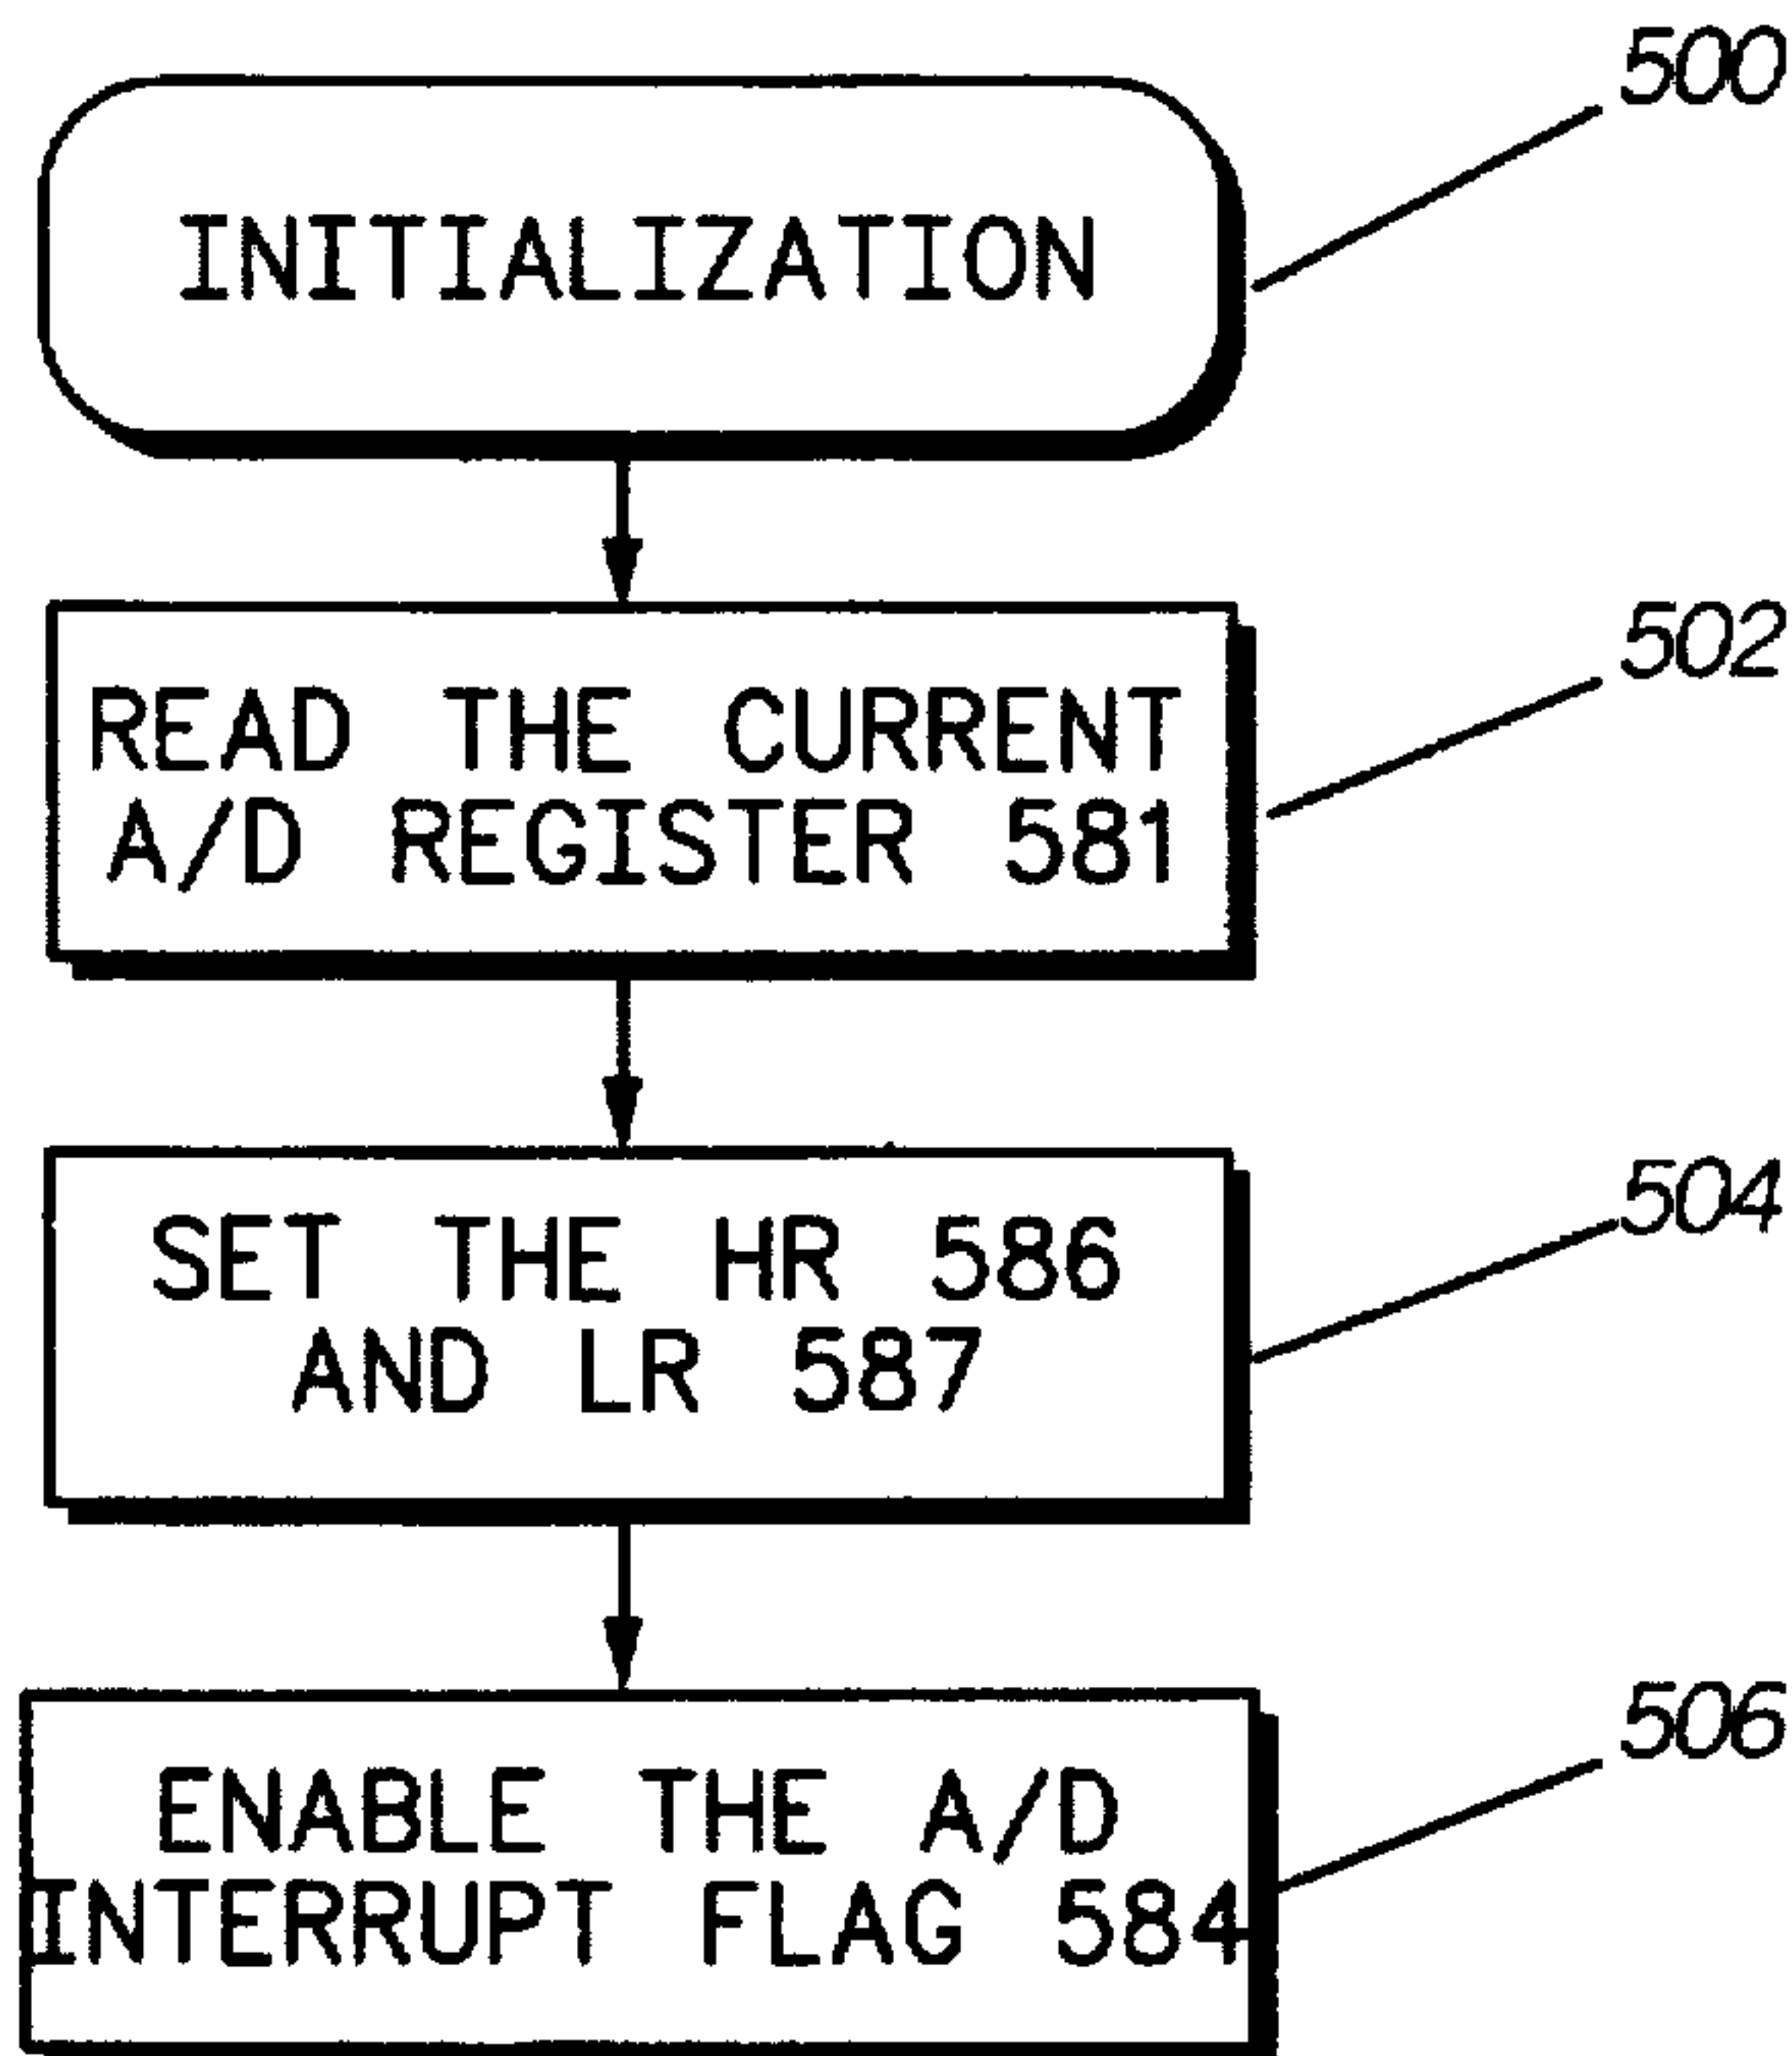 500
INITIALIZATION
502
READ THE CURRENT
A/D REGISTER 581
504
SET THE HR 586
AND LR 587
506
ENABLE THE A/D
INTERRUPT FLAG 584